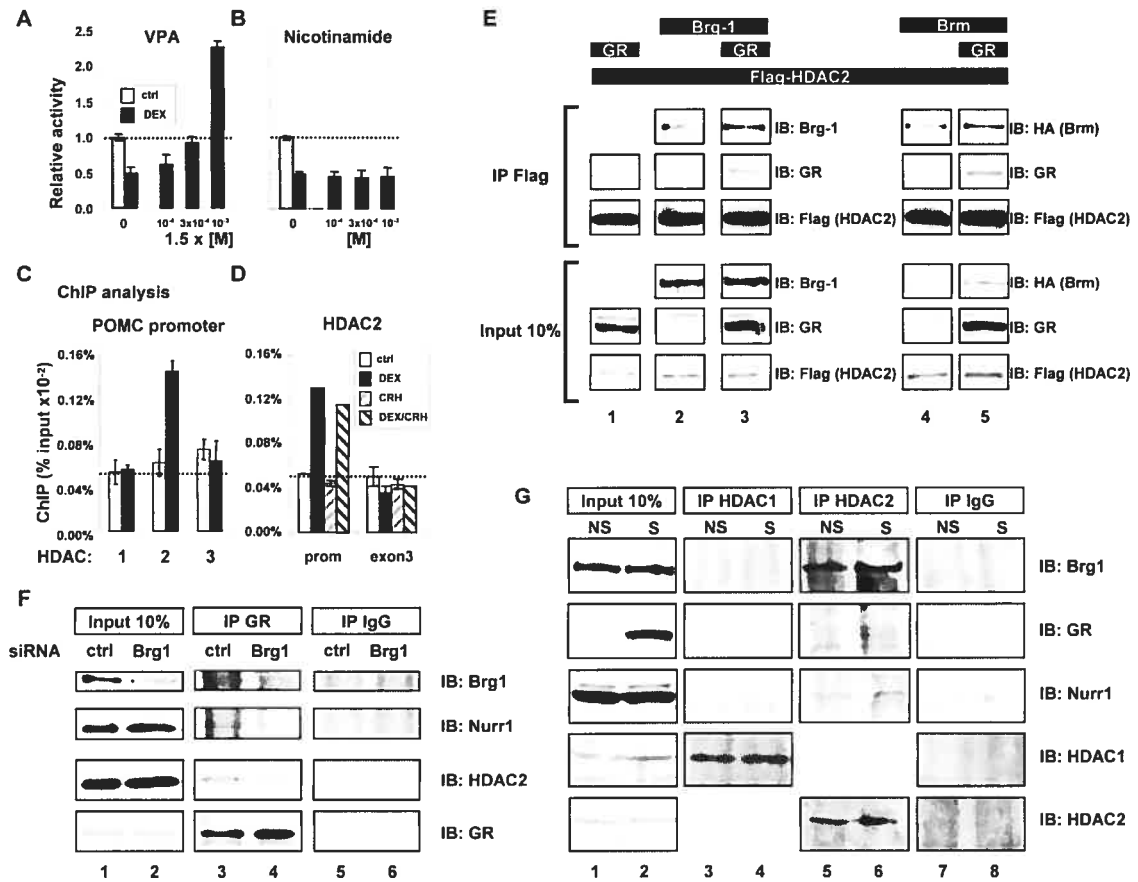 A
VPA
Relative activity
2.5
2.0
1.5
1.0
0.5
0.0
ctrl
DEX
0
10⁻⁴ 3x10⁻⁴ 10⁻³
1.5 x [M]
B
Nicotinamide
0
10⁻⁴ 3x10⁻⁴ 10⁻³
[M]
C
ChIP analysis
POMC promoter
ChIP (% input x10⁻²)
0.16%
0.12%
0.08%
0.04%
0.00%
HDAC: 1 2 3
D
HDAC2
0.16%
0.12%
0.08%
0.04%
0.00%
ctrl
DEX
CRH
DEX/CRH
prom exon3
E
Brg-1 Brm
GR GR GR
Flag-HDAC2
IP Flag
IB: Brg-1 IB: HA (Brm)
IB: GR IB: GR
IB: Flag (HDAC2) IB: Flag (HDAC2)
Input 10%
IB: Brg-1 IB: HA (Brm)
IB: GR IB: GR
IB: Flag (HDAC2) IB: Flag (HDAC2)
1 2 3 4 5
F
Input 10% IP GR IP IgG
siRNA ctrl Brg1 ctrl Brg1 ctrl Brg1
IB: Brg1
IB: Nurr1
IB: HDAC2
IB: GR
1 2 3 4 5 6
G
Input 10% IP HDAC1 IP HDAC2 IP IgG
NS S NS S NS S NS S
IB: Brg1
IB: GR
IB: Nurr1
IB: HDAC1
IB: HDAC2
1 2 3 4 5 6 7 8